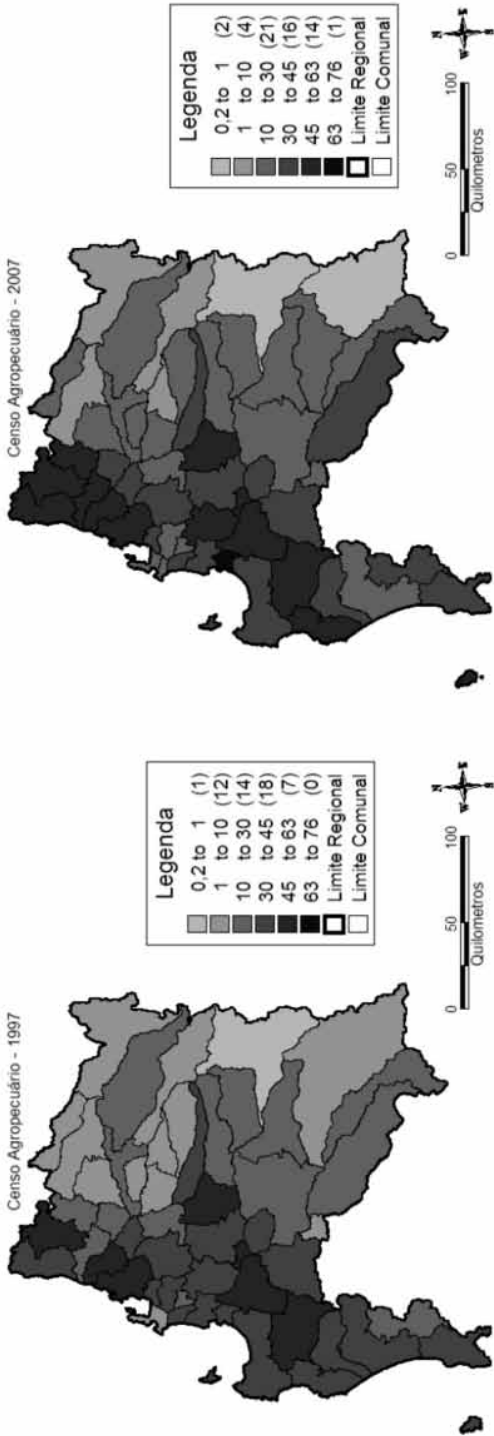 Censo Agropecuário - 1997
Legenda
0,2 to 1 (1)
1 to 10 (12)
10 to 30 (14)
30 to 45 (18)
45 to 63 (7)
63 to 76 (0)
Limite Regional
Limite Comunal
0 50 100
Quilometros
N
W E
S
Censo Agropecuário - 2007
Legenda
0,2 to 1 (2)
1 to 10 (4)
10 to 30 (21)
30 to 45 (16)
45 to 63 (14)
63 to 76 (1)
Limite Regional
Limite Comunal
0 50 100
Quilometros
N
W E
S